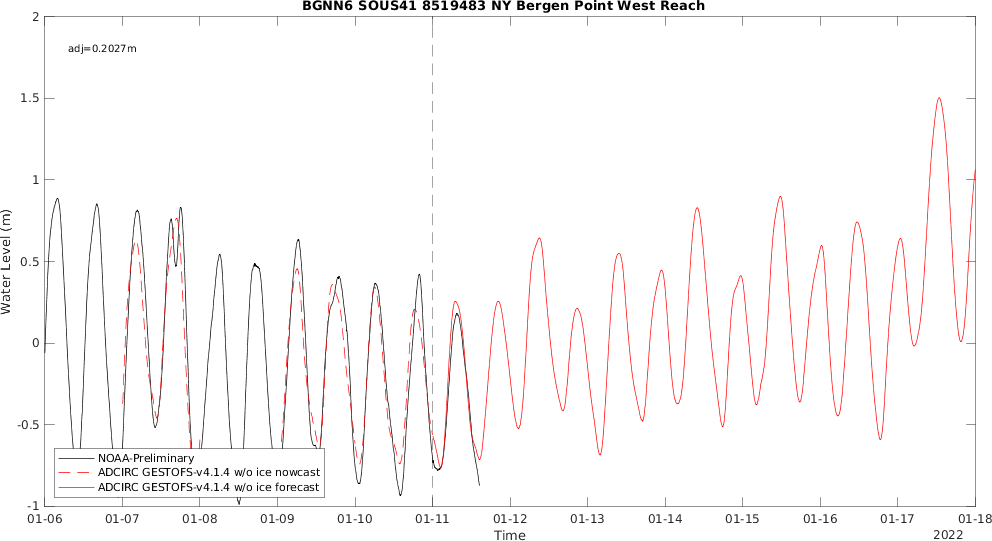 BGNN6 SOUS41 8519483 NY Bergen Point West Reach
adj=0.2027m
Water Level (m)
2
1.5
1
0.5
0
-0.5
-1
NOAA-Preliminary
ADCIRC GESTOFS-v4.1.4 w/o ice nowcast
ADCIRC GESTOFS-v4.1.4 w/o ice forecast
01-06 01-07 01-08 01-09 01-10 01-11 01-12 01-13 01-14 01-15 01-16 01-17 01-18
Time
2022